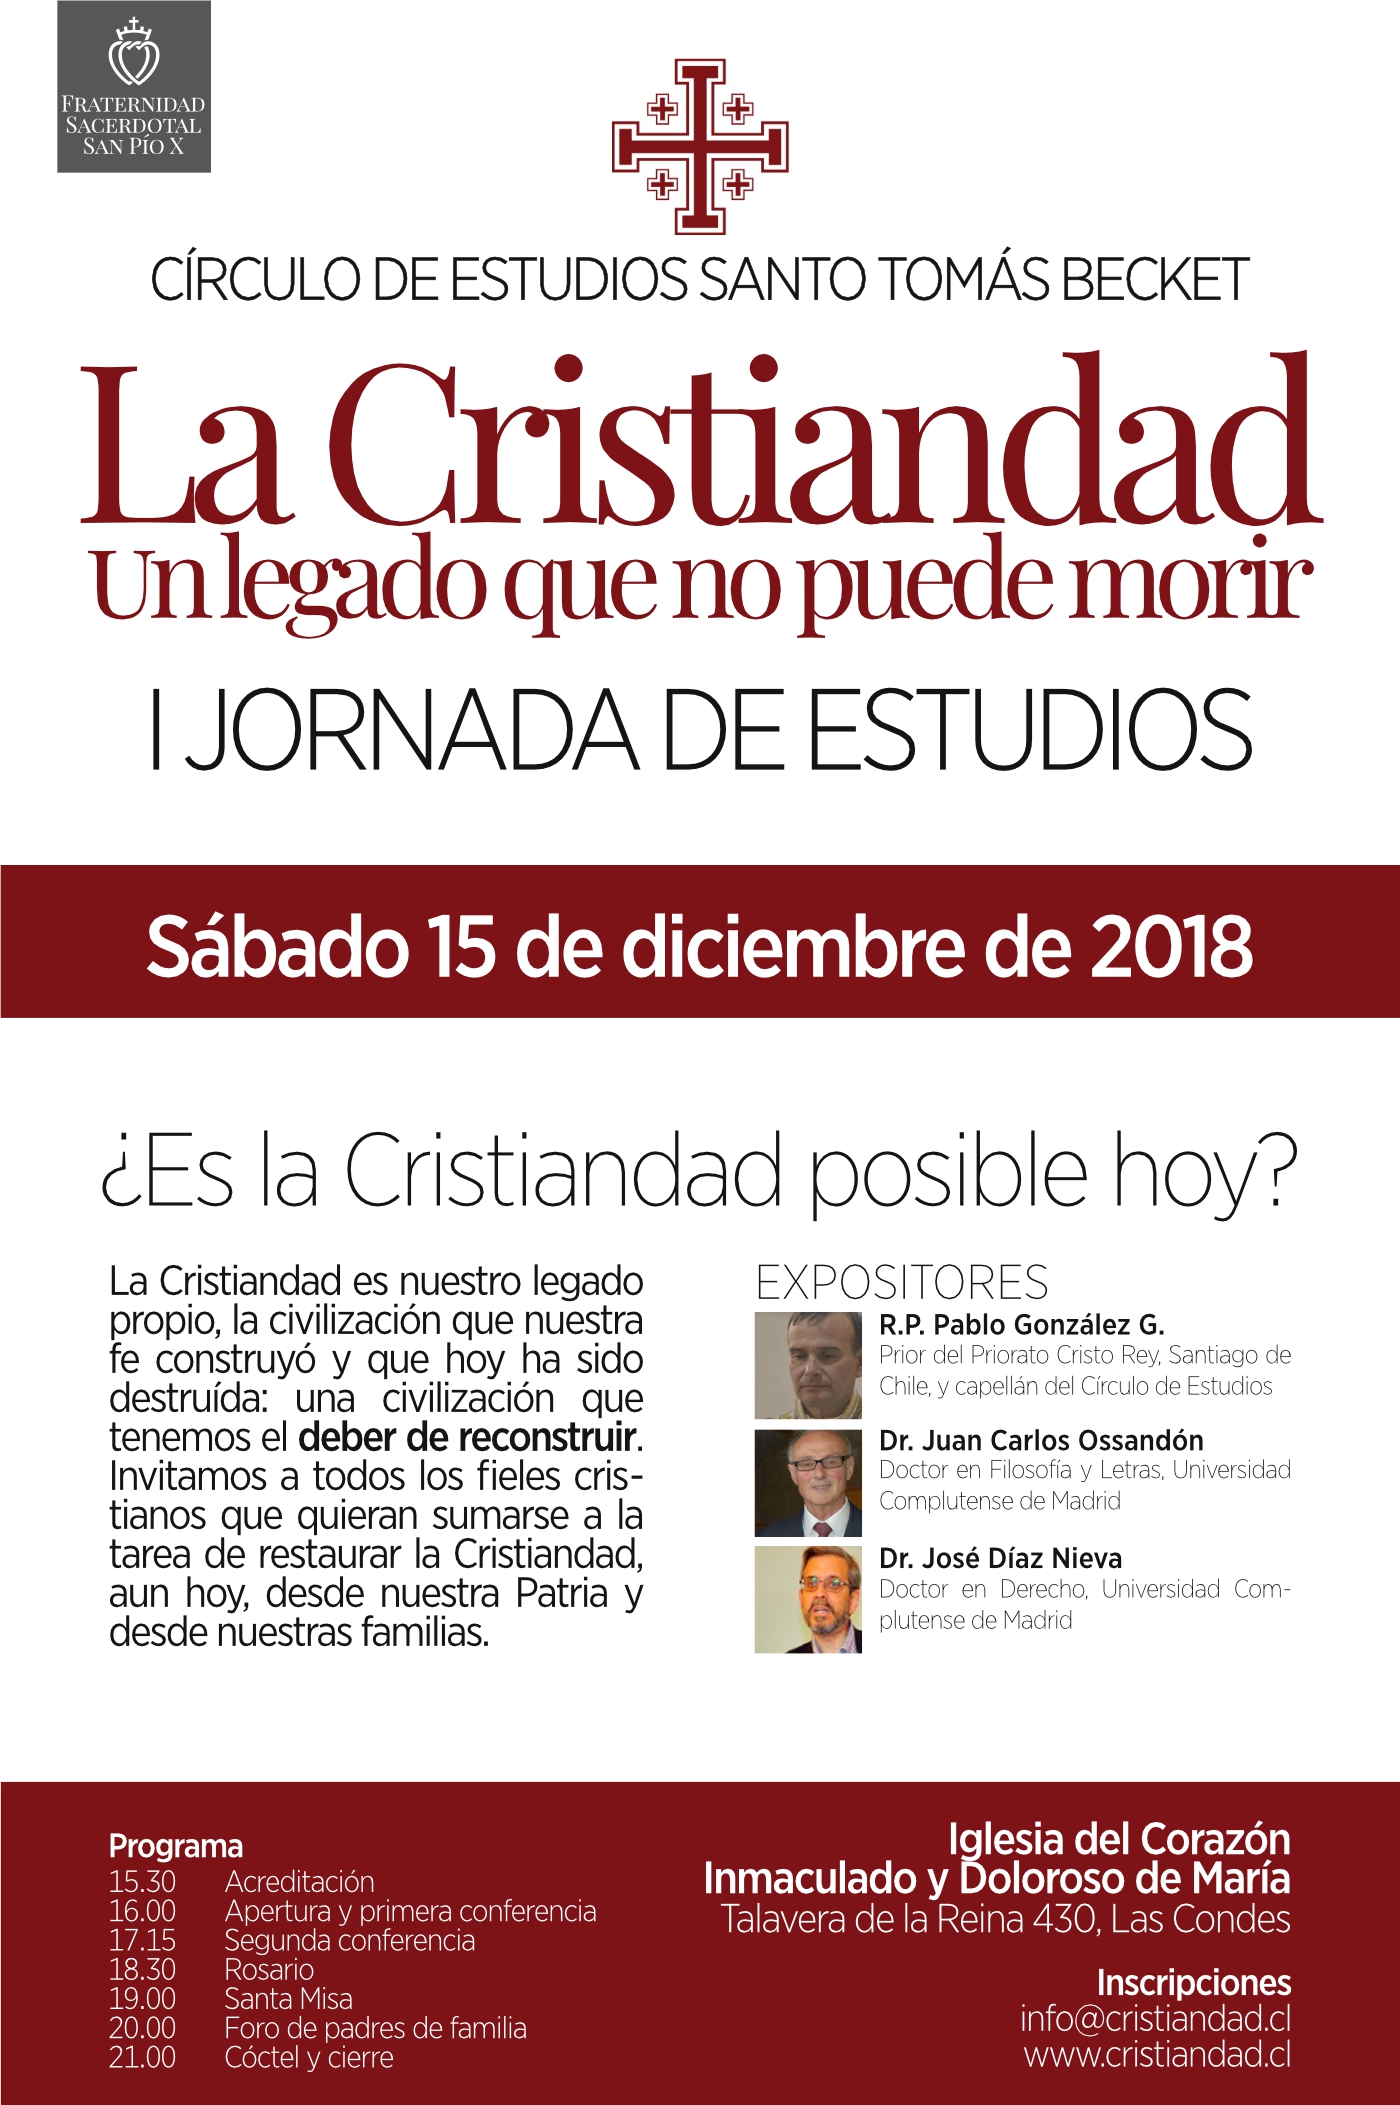 FRATERNIDAD
SACERDOTAL
SAN PÍO X
CÍRCULO DE ESTUDIOS SANTO TOMÁS BECKET
La Cristiandad
Un legado que no puede morir
I JORNADA DE ESTUDIOS
Sábado 15 de diciembre de 2018
¿Es la Cristiandad posible hoy?
La Cristiandad es nuestro legado
propio, la civilización que nuestra
fe construyó y que hoy ha sido
destruída: una civilización que
tenemos el deber de reconstruir.
Invitamos a todos los fieles cris-
tianos que quieran sumarse a la
tarea de restaurar la Cristiandad,
aun hoy, desde nuestra Patria y
desde nuestras familias.
EXPOSITORES
R.P. Pablo González G.
Prior del Priorato Cristo Rey, Santiago de
Chile, y capellán del Círculo de Estudios
Dr. Juan Carlos Ossandón
Doctor en Filosofía y Letras, Universidad
Complutense de Madrid
Dr. José Díaz Nieva
Doctor en Derecho, Universidad Com-
plutense de Madrid
Programa
15.30 Acreditación
16.00 Apertura y primera conferencia
17.15 Segunda conferencia
18.30 Rosario
19.00 Santa Misa
20.00 Foro de padres de familia
21.00 Cóctel y cierre
Iglesia del Corazón
Inmaculado y Doloroso de María
Talavera de la Reina 430, Las Condes
Inscripciones
info@cristiandad.cl
www.cristiandad.cl